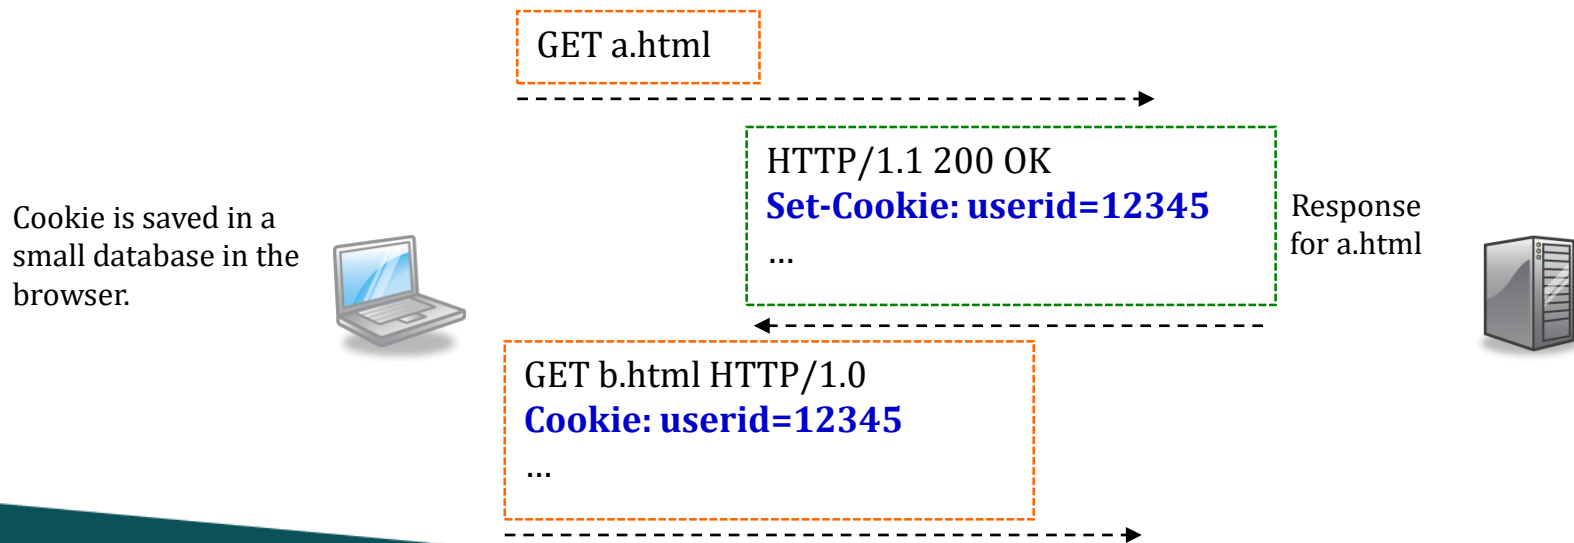 GET a.html
HTTP/1.1 200 OK
Set-Cookie: userid=12345
…
Response
for a.html
Cookie is saved in a
small database in the
browser.
GET b.html HTTP/1.0
Cookie: userid=12345
…